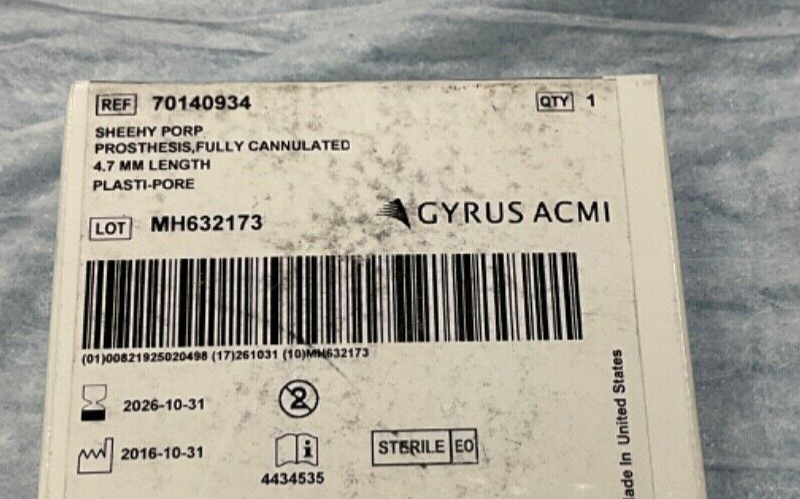 REF 70140934
QTY 1
SHEEHY PORP
PROSTHESIS,FULLY CANNULATED
4.7 MM LENGTH
PLASTI-PORE
LOT MH632173
GYRUS ACMI
(01)00821925020498 (17)261031 (10)MH632173
2026-10-31
2
2016-10-31
i
STERILE EO
4434535
ade In United States